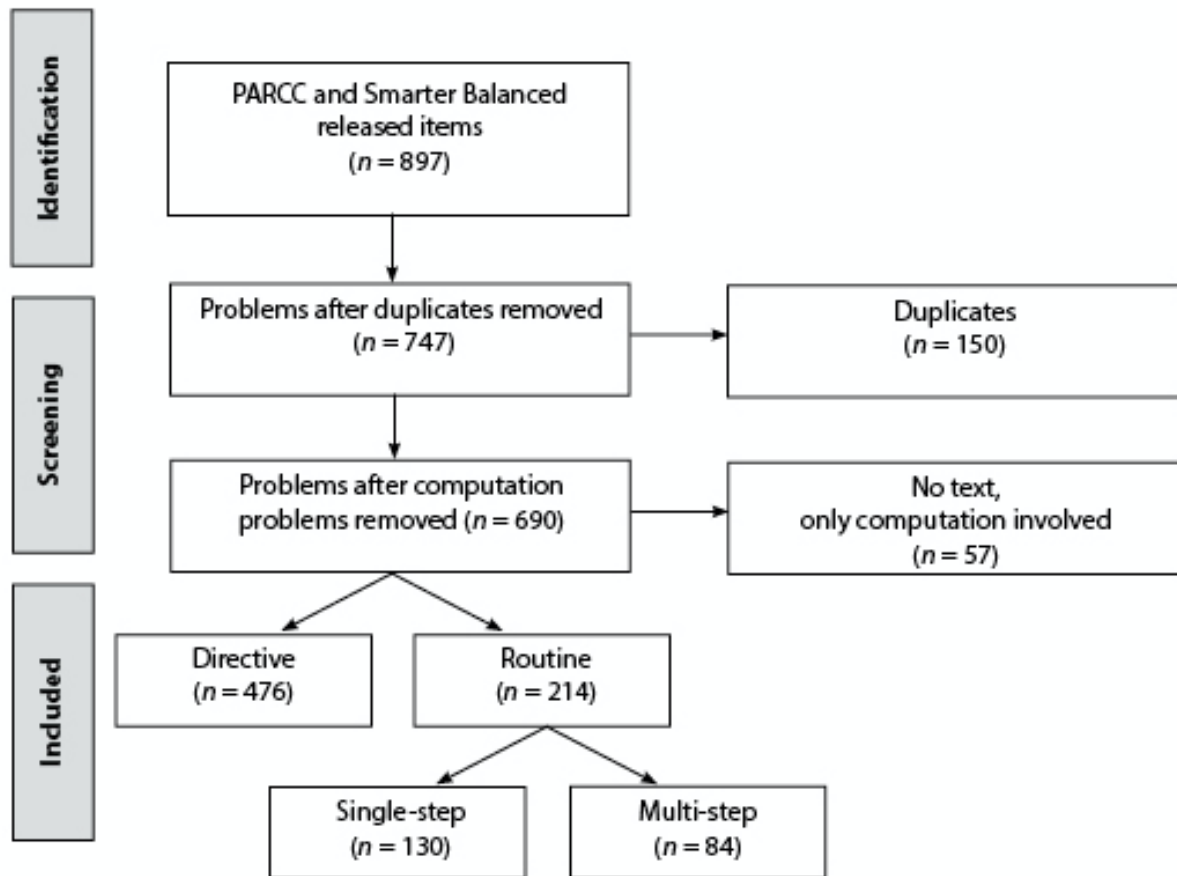 Identification
PARCC and Smarter Balanced
released items
(n = 897)
Screening
Problems after duplicates removed
(n = 747)
Duplicates
(n = 150)
Problems after computation
problems removed (n = 690)
No text,
only computation involved
(n = 57)
Included
Directive
(n = 476)
Routine
(n = 214)
Single-step
(n = 130)
Multi-step
(n = 84)